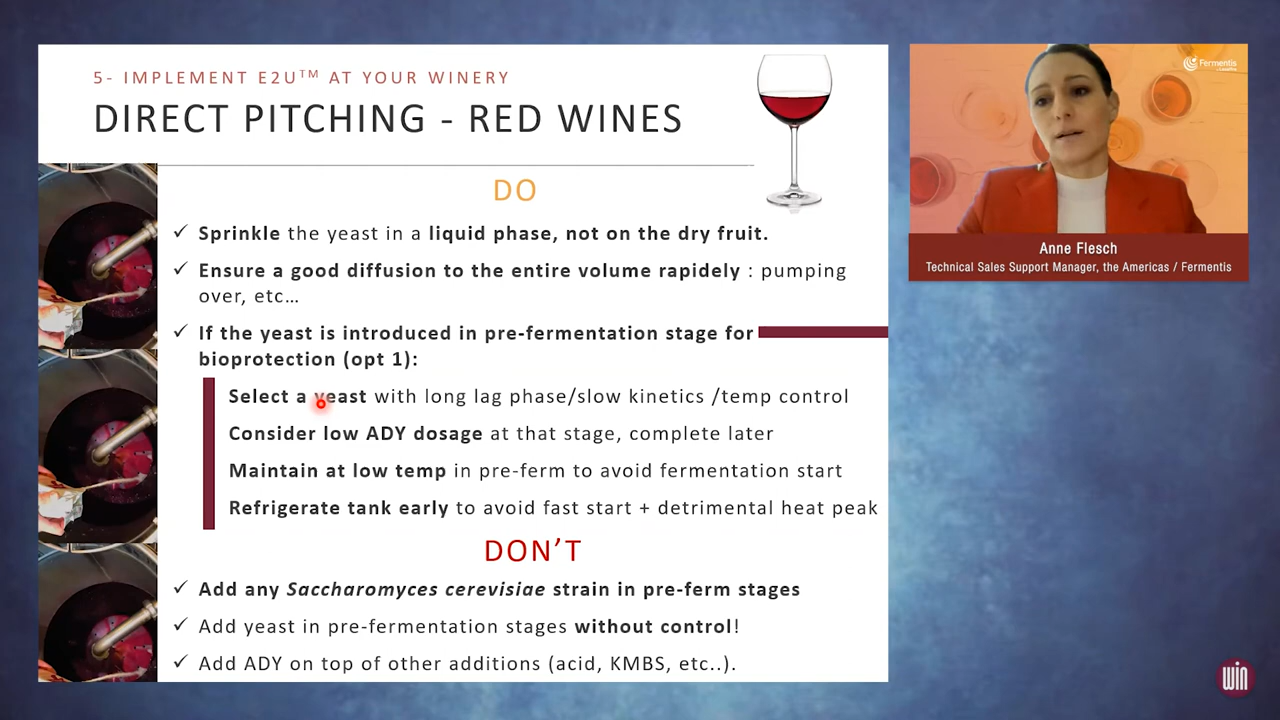 5- IMPLEMENT E2U™ AT YOUR WINERY
DIRECT PITCHING - RED WINES
DO
✓ Sprinkle the yeast in a liquid phase, not on the dry fruit.
✓ Ensure a good diffusion to the entire volume rapidely : pumping
over, etc…
✓ If the yeast is introduced in pre-fermentation stage for
bioprotection (opt 1):
Select a yeast with long lag phase/slow kinetics /temp control
Consider low ADY dosage at that stage, complete later
Maintain at low temp in pre-ferm to avoid fermentation start
Refrigerate tank early to avoid fast start + detrimental heat peak
DON'T
✓ Add any Saccharomyces cerevisiae strain in pre-ferm stages
✓ Add yeast in pre-fermentation stages without control!
✓ Add ADY on top of other additions (acid, KMBS, etc..).
Fermentis
Anne Flesch
Technical Sales Support Manager, the Americas / Fermentis
win